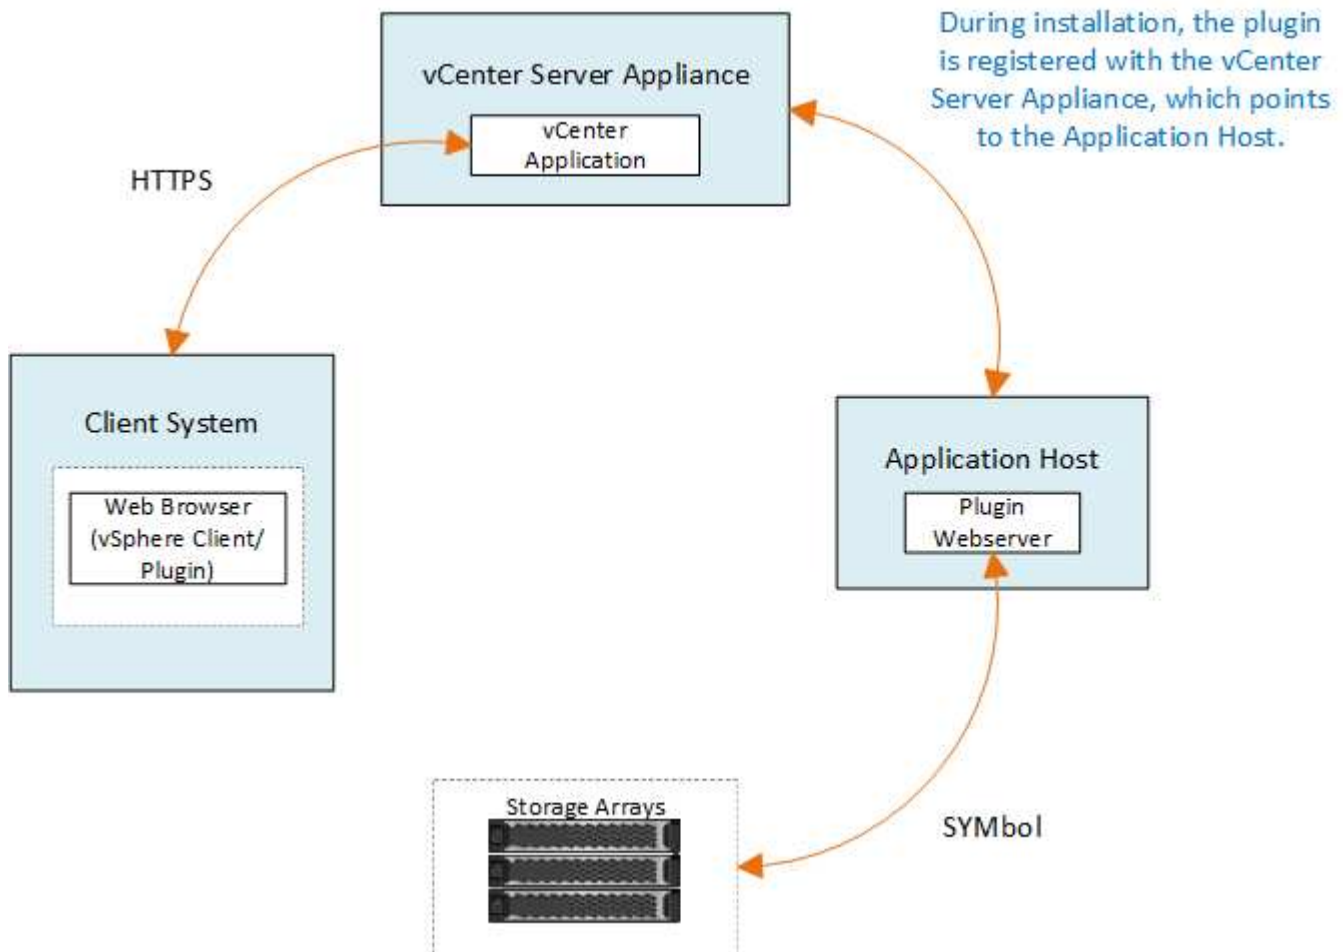 During installation, the plugin
is registered with the vCenter
Server Appliance, which points
to the Application Host.
vCenter Server Appliance
vCenter
Application
HTTPS
Client System
Web Browser
(vSphere Client/
Plugin)
Application Host
Plugin
Webserver
SYMbol
Storage Arrays